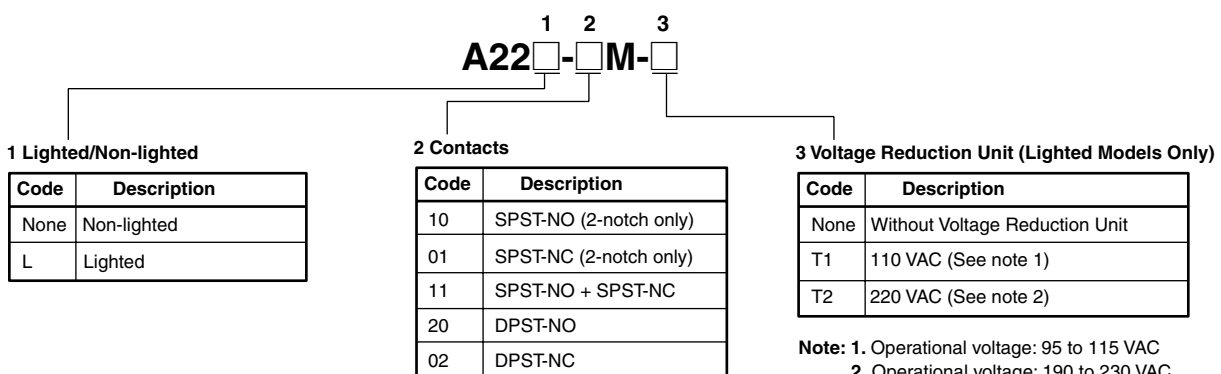 1 2 3
A22□-□M-□
1 Lighted/Non-lighted
Code Description
None Non-lighted
L Lighted
2 Contacts
Code Description
10 SPST-NO (2-notch only)
01 SPST-NC (2-notch only)
11 SPST-NO + SPST-NC
20 DPST-NO
02 DPST-NC
3 Voltage Reduction Unit (Lighted Models Only)
Code Description
None Without Voltage Reduction Unit
T1 110 VAC (See note 1)
T2 220 VAC (See note 2)
Note: 1. Operational voltage: 95 to 115 VAC
2. Operational voltage: 190 to 230 VAC